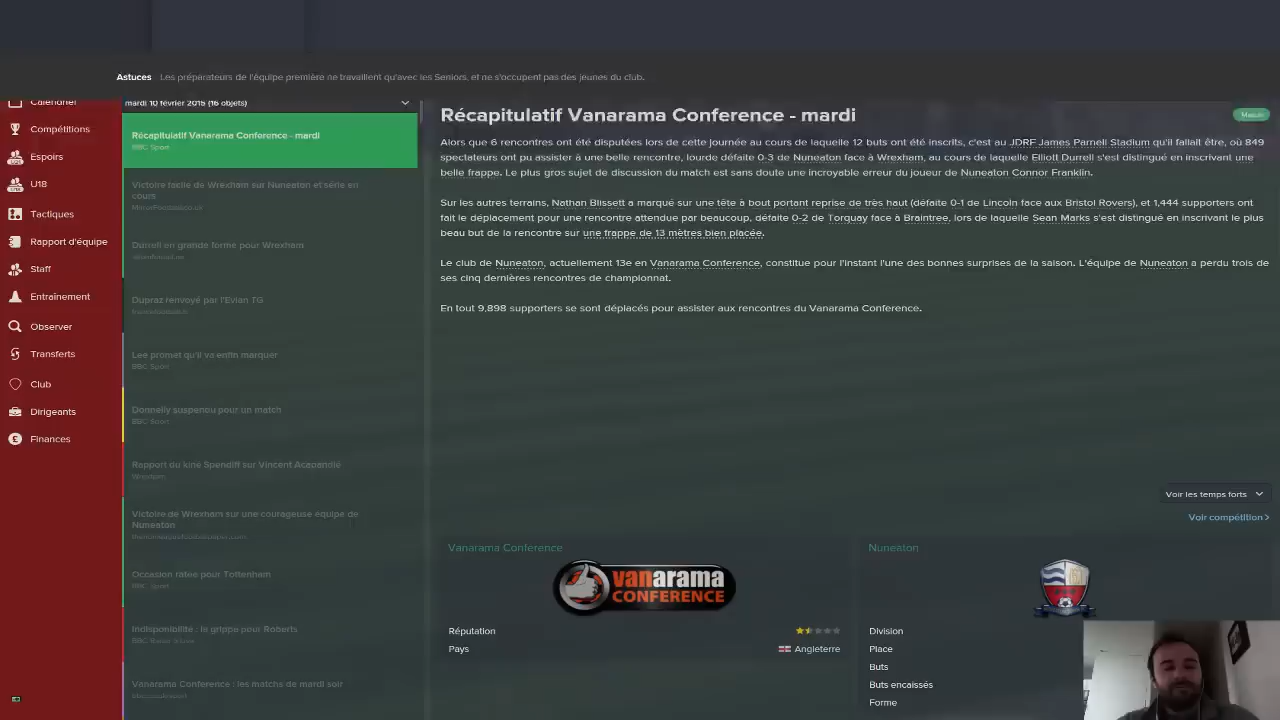 Astuces Les préparateurs de l'équipe première ne travaillent qu'avec les Seniors, et ne s'occupent pas des jeunes du club.
Calendrier
Compétitions
Espoirs
U18
Tactiques
Rapport d'équipe
Staff
Entraînement
Observer
Transferts
Club
Dirigeants
Finances
mardi 10 février 2015 (16 objets)
Récapitulatif Vanarama Conference - mardi
BBC Sport
Victoire facile de Wrexham sur Nuneaton et série en
cours
Durrell en grande forme pour Wrexham
Dupraz renvoyé par l'Evian TG
Lee promet qu'il va enfin marquer
BBC Sport
Donnelly suspendu pour un match
BBC Sport
Rapport du kiné Spendiff sur Vincent Acapandié
Wrexham
Victoire de Wrexham sur une courageuse équipe de
Nuneaton
Occasion ratée pour Tottenham
BBC Sport
Indisponibilité : la grippe pour Roberts
Vanarama Conference : les matchs de mardi soir
Récapitulatif Vanarama Conference - mardi
Alors que 6 rencontres ont été disputées lors de cette journée au cours de laquelle 12 buts ont été inscrits, c'est au JDRF James Parnell Stadium qu'il fallait être, où 849
spectateurs ont pu assister à une belle rencontre, lourde défaite 0-3 de Nuneaton face à Wrexham, au cours de laquelle Elliott Durrell s'est distingué en inscrivant une
belle frappe. Le plus gros sujet de discussion du match est sans doute une incroyable erreur du joueur de Nuneaton Connor Franklin.
Sur les autres terrains, Nathan Blissett a marqué sur une tête à bout portant reprise de très haut (défaite 0-1 de Lincoln face aux Bristol Rovers), et 1,444 supporters ont
fait le déplacement pour une rencontre attendue par beaucoup, défaite 0-2 de Torquay face à Braintree, lors de laquelle Sean Marks s'est distingué en inscrivant le plus
beau but de la rencontre sur une frappe de 13 mètres bien placée.
Le club de Nuneaton, actuellement 13e en Vanarama Conference, constitue pour l'instant l'une des bonnes surprises de la saison. L'équipe de Nuneaton a perdu trois de
ses cinq dernières rencontres de championnat.
En tout 9,898 supporters se sont déplacés pour assister aux rencontres du Vanarama Conference.
Voir les temps forts
Voir compétition >
Vanarama Conference
vanarama
CONFERENCE
Réputation
Pays Angleterre
Nuneaton
Division
Place
Buts
Buts encaissés
Forme